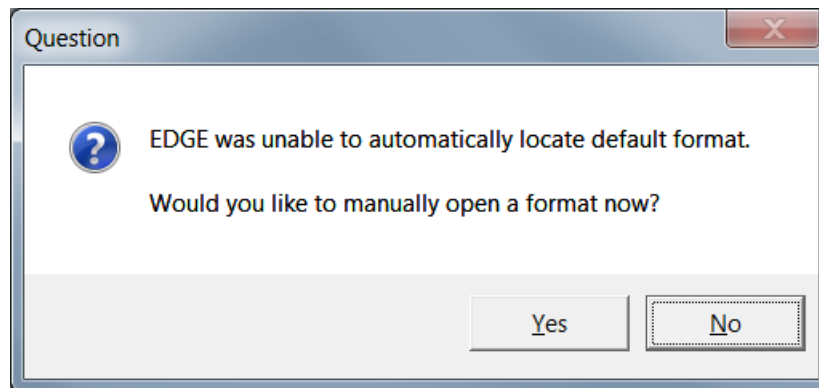 Question
EDGE was unable to automatically locate default format.
Would you like to manually open a format now?
Yes
No